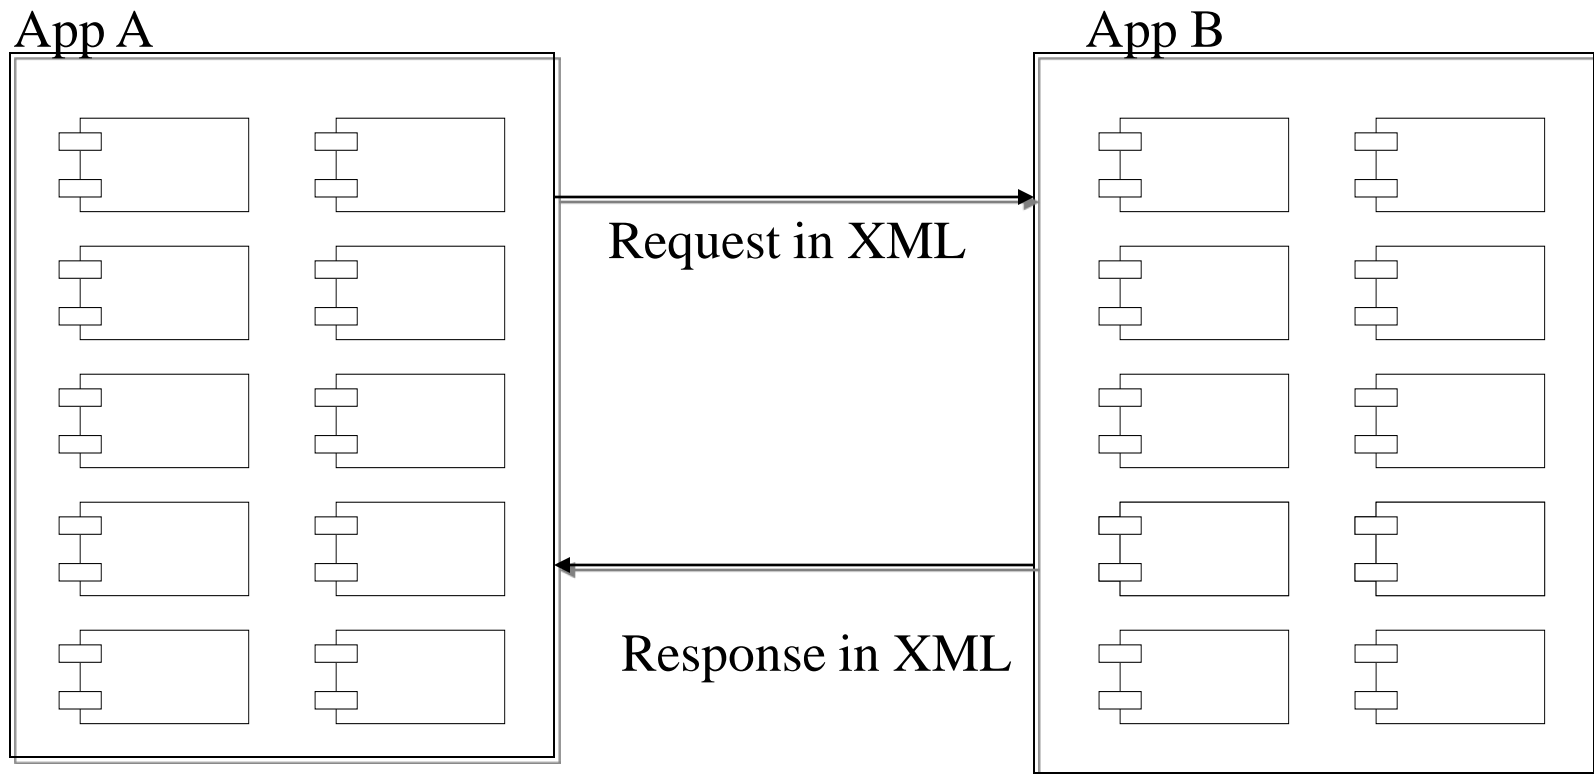 App A
App B
Request in XML
Response in XML